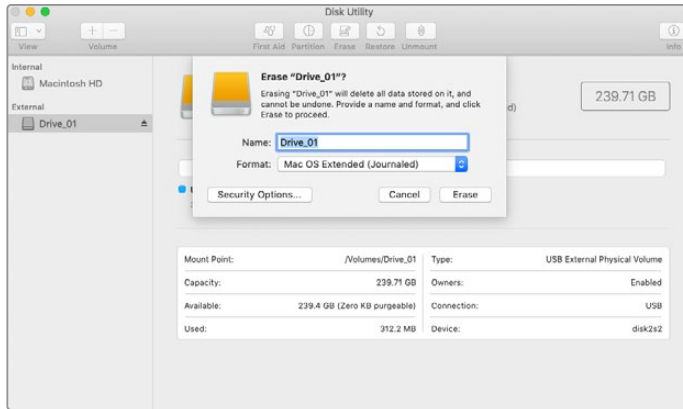 Disk Utility
View
Volume
First Aid
Partition
Erase
Restore
Unmount
Info
Internal
Macintosh HD
External
Drive_01
Erase “Drive_01”?
Erasing “Drive_01” will delete all data stored on it, and
cannot be undone. Provide a name and format, and click
Erase to proceed.
d)
239.71 GB
Name: Drive_01
Format: Mac OS Extended (Journaled)
Security Options...
Cancel
Erase
Mount Point: /Volumes/Drive_01
Type: USB External Physical Volume
Capacity: 239.71 GB
Owners: Enabled
Available: 239.4 GB (Zero KB purgeable)
Connection: USB
Used: 312.2 MB
Device: disk2s2